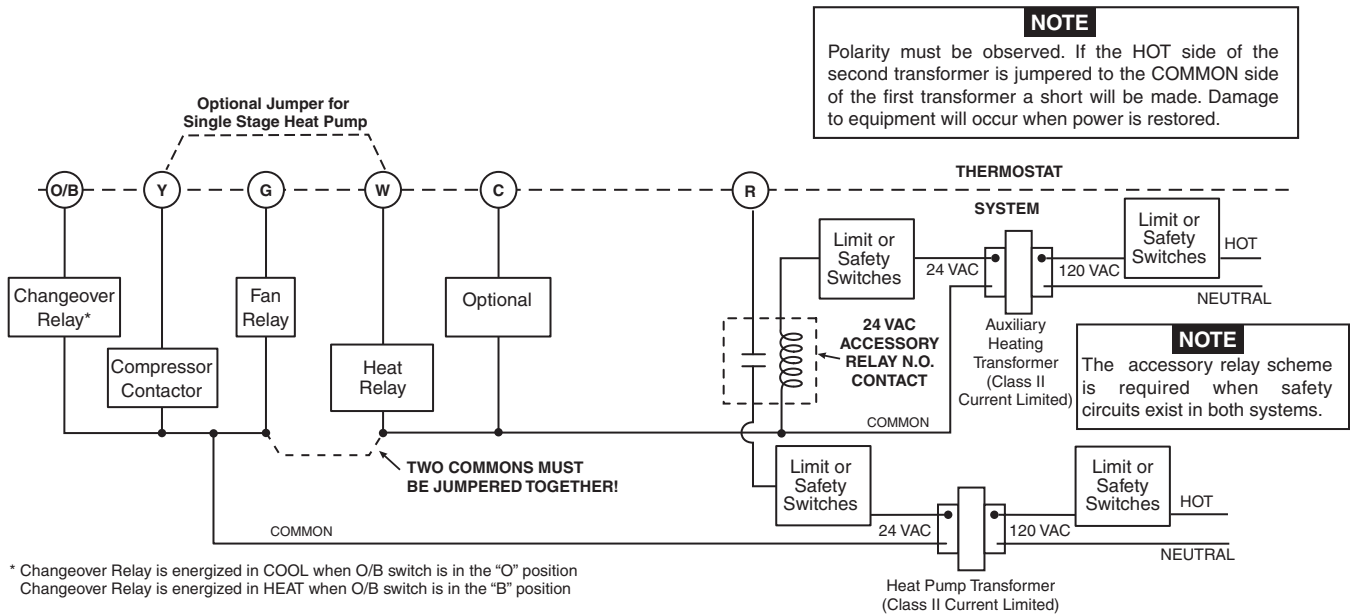 NOTE
Polarity must be observed. If the HOT side of the
second transformer is jumpered to the COMMON side
of the first transformer a short will be made. Damage
to equipment will occur when power is restored.
Optional Jumper for
Single Stage Heat Pump
O/B
Y
G
W
C
R
THERMOSTAT
SYSTEM
Changeover
Relay*
Compressor
Contactor
Fan
Relay
Heat
Relay
Optional
24 VAC
ACCESSORY
RELAY N.O.
CONTACT
Limit or
Safety
Switches
24 VAC
120 VAC
Limit or
Safety
Switches
HOT
NEUTRAL
Auxiliary
Heating
Transformer
(Class II
Current Limited)
NOTE
The accessory relay scheme
is required when safety
circuits exist in both systems.
COMMON
TWO COMMONS MUST
BE JUMPERED TOGETHER!
Limit or
Safety
Switches
24 VAC
120 VAC
Limit or
Safety
Switches
HOT
NEUTRAL
COMMON
Heat Pump Transformer
(Class II Current Limited)
* Changeover Relay is energized in COOL when O/B switch is in the “O” position
Changeover Relay is energized in HEAT when O/B switch is in the “B” position